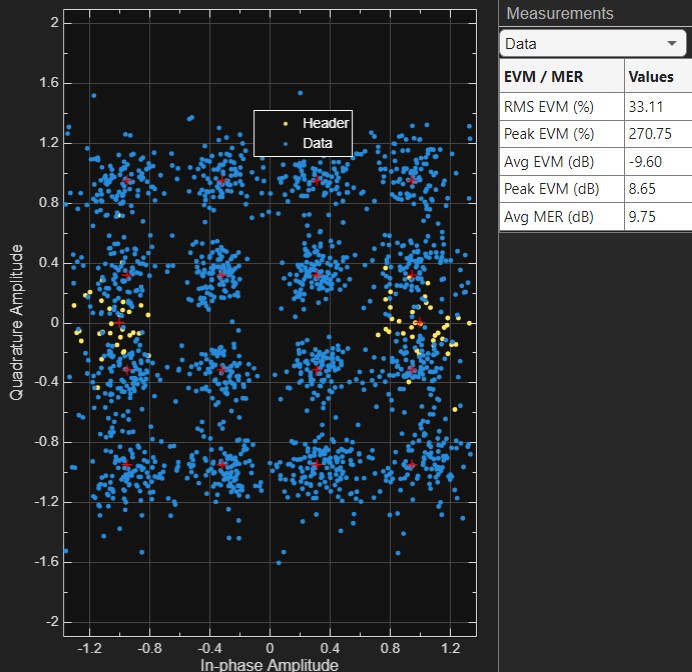 Measurements
Data
EVM / MER Values
RMS EVM (%) 33.11
Peak EVM (%) 270.75
Avg EVM (dB) -9.60
Peak EVM (dB) 8.65
Avg MER (dB) 9.75
Header
Data
Quadrature Amplitude
2
1.6
1.2
0.8
0.4
0
-0.4
-0.8
-1.2
-1.6
-2
-1.2 -0.8 -0.4 0 0.4 0.8 1.2
In-phase Amplitude